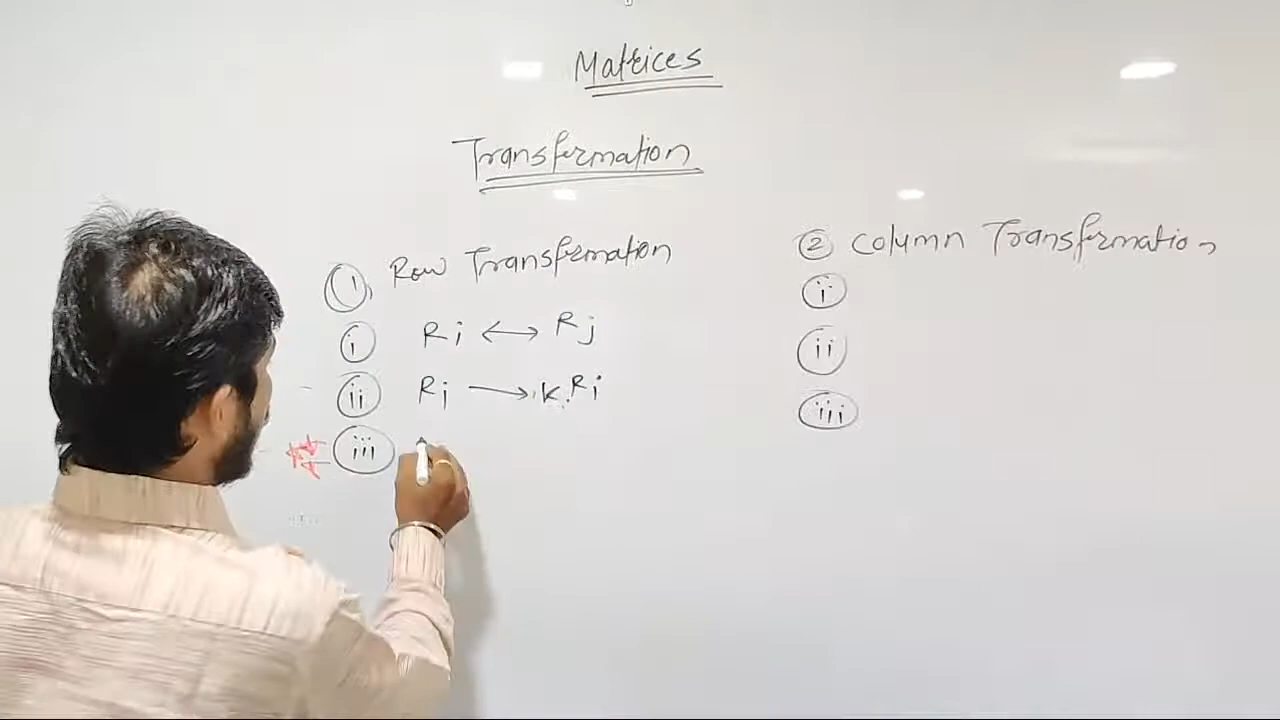 Matrices
Transformation
① Row Transformation
ⅰ Ri ↔ Rj
ⅱ Ri → k.Ri
ⅲ
② Column Transformation
ⅰ
ⅱ
ⅲ